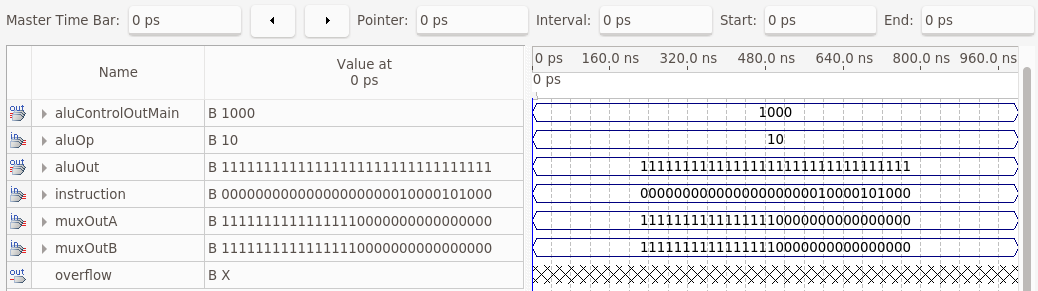 Master Time Bar: 0 ps Pointer: 0 ps Interval: 0 ps Start: 0 ps End: 0 ps
Name Value at 0 ps 0 ps 160.0 ns 320.0 ns 480.0 ns 640.0 ns 800.0 ns 960.0 ns
0 ps
out aluControlOutMain B 1000 1000
in aluOp B 10 10
out aluOut B 11111111111111111111111111111111 11111111111111111111111111111111
in instruction B 00000000000000000000010000101000 00000000000000000000010000101000
in muxOutA B 11111111111111110000000000000000 11111111111111110000000000000000
in muxOutB B 11111111111111110000000000000000 11111111111111110000000000000000
out overflow B X